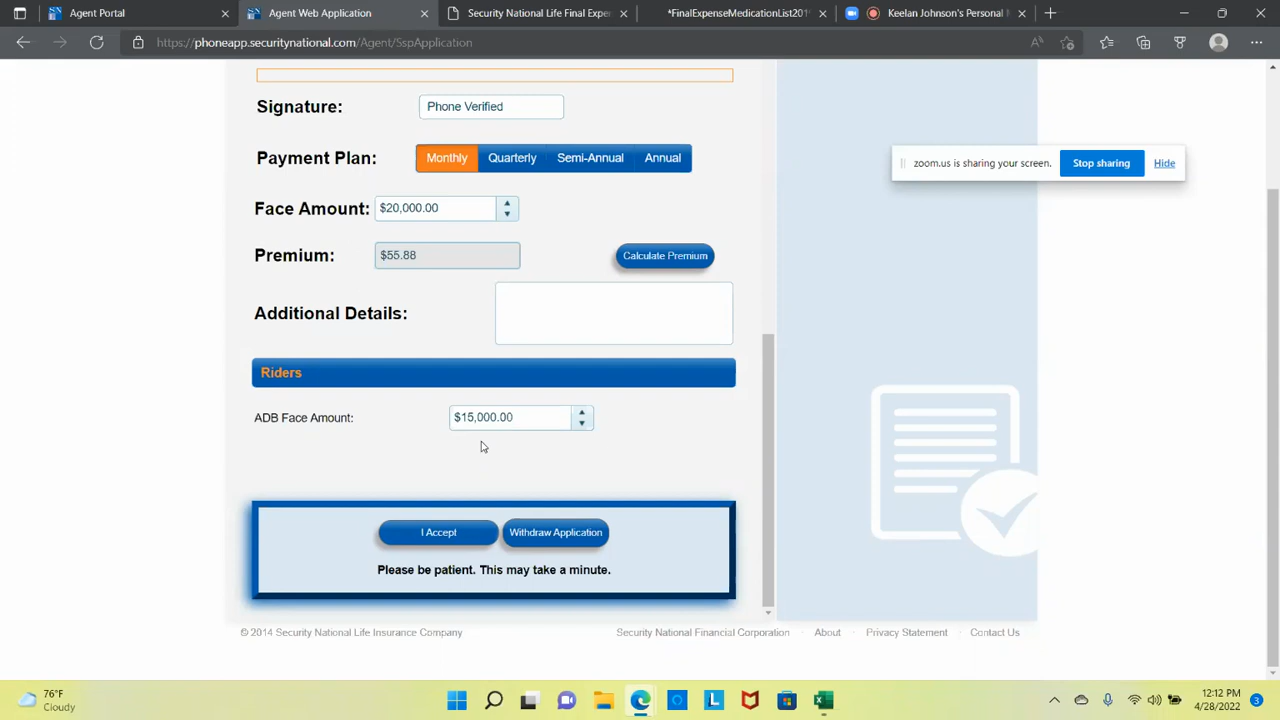 Agent Portal
Agent Web Application
Security National Life Final Expe
*FinalExpenseMedicationList201
Keelan Johnson's Personal M
https://phoneapp.securitynational.com/Agent/SspApplication
Signature: Phone Verified
zoom.us is sharing your screen. Stop sharing Hide
Payment Plan: Monthly Quarterly Semi-Annual Annual
Face Amount: $20,000.00
Premium: $55.88 Calculate Premium
Additional Details:
Riders
ADB Face Amount: $15,000.00
I Accept Withdraw Application
Please be patient. This may take a minute.
© 2014 Security National Life Insurance Company Security National Financial Corporation · About · Privacy Statement · Contact Us
76°F
Cloudy
12:12 PM
4/28/2022
3